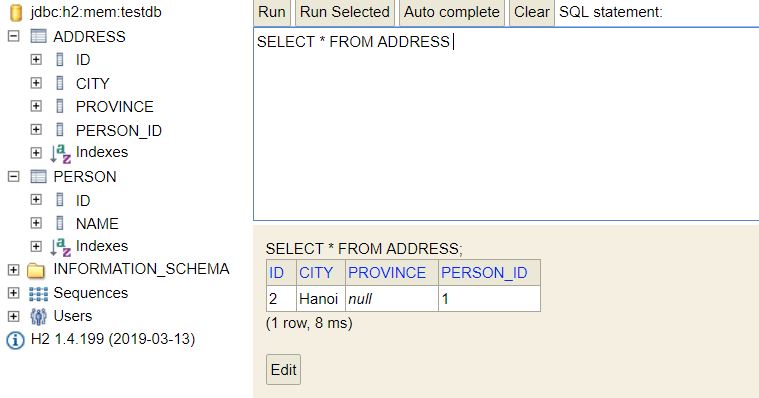 jdbc:h2:mem:testdb
ADDRESS
ID
CITY
PROVINCE
PERSON_ID
Indexes
PERSON
ID
NAME
Indexes
INFORMATION_SCHEMA
Sequences
Users
H2 1.4.199 (2019-03-13)
Run Run Selected Auto complete Clear SQL statement:
SELECT * FROM ADDRESS
SELECT * FROM ADDRESS;
ID CITY PROVINCE PERSON_ID
2 Hanoi null 1
(1 row, 8 ms)
Edit